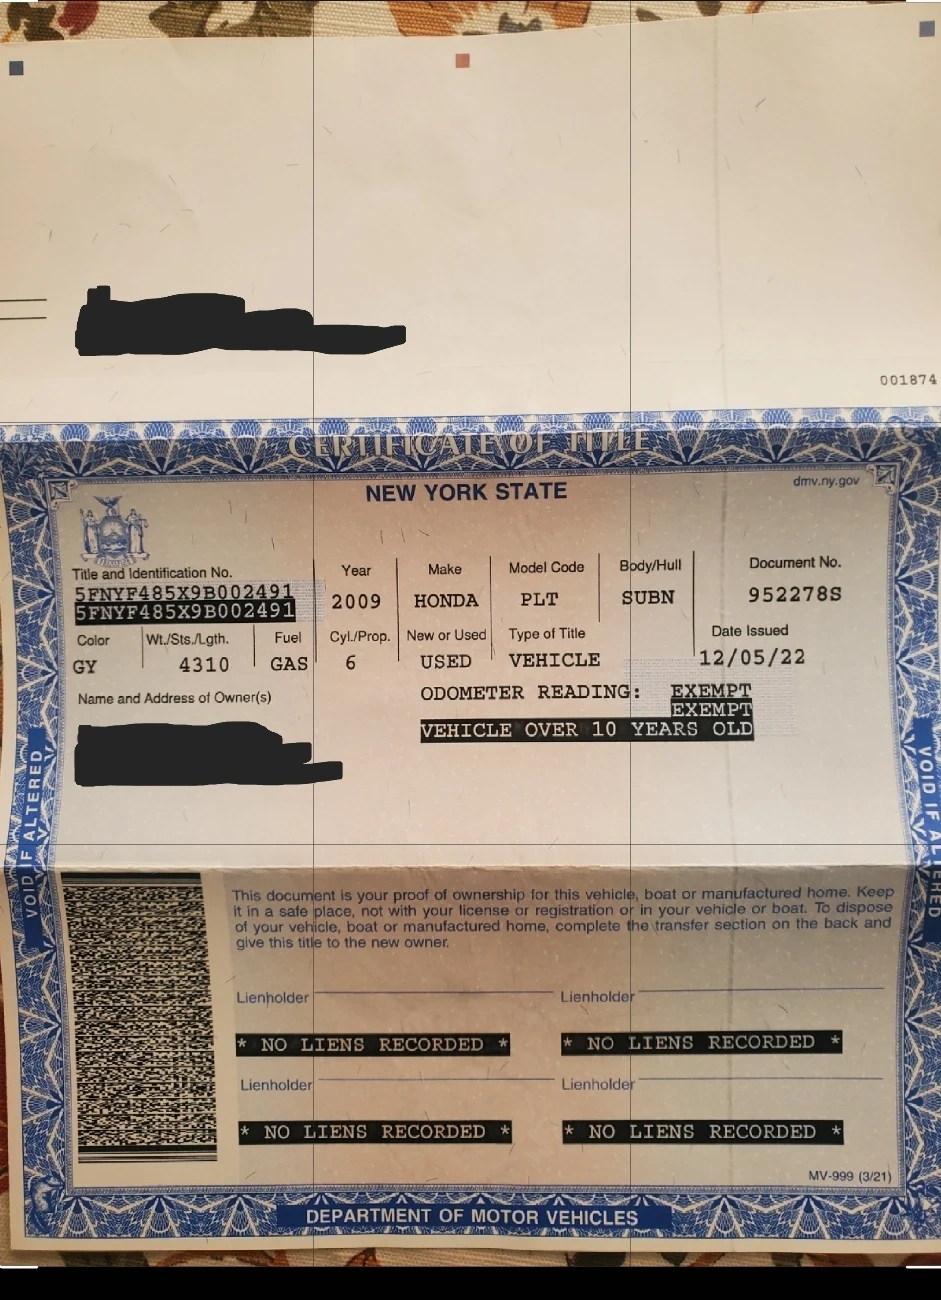 001874
CERTIFICATE OF TITLE
NEW YORK STATE
dmv.ny.gov
Title and Identification No.
5FNYF485X9B002491
5FNYF485X9B002491
Year
2009
Make
HONDA
Model Code
PLT
Body/Hull
SUBN
Document No.
952278S
Color
GY
Wt./Sts./Lgth.
4310
Fuel
GAS
Cyl./Prop.
6
New or Used
USED
Type of Title
VEHICLE
Date Issued
12/05/22
Name and Address of Owner(s)
ODOMETER READING: EXEMPT
EXEMPT
VEHICLE OVER 10 YEARS OLD
VOID IF ALTERED
VOID IF ALTERED
This document is your proof of ownership for this vehicle, boat or manufactured home. Keep
it in a safe place, not with your license or registration or in your vehicle or boat. To dispose
of your vehicle, boat or manufactured home, complete the transfer section on the back and
give this title to the new owner.
Lienholder
Lienholder
* NO LIENS RECORDED *
* NO LIENS RECORDED *
Lienholder
Lienholder
* NO LIENS RECORDED *
* NO LIENS RECORDED *
MV-999 (3/21)
DEPARTMENT OF MOTOR VEHICLES